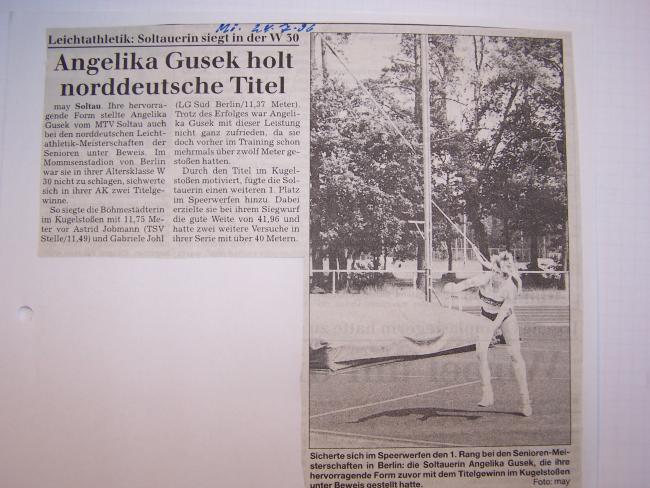 Mi. 24.7.96
Leichtathletik: Soltauerin siegt in der W 30
Angelika Gusek holt
norddeutsche Titel
may Soltau. Ihre hervorra-
gende Form stellte Angelika
Gusek vom MTV Soltau auch
bei den norddeutschen Leicht-
athletik-Meisterschaften der
Senioren unter Beweis. Im
Mommsenstadion von Berlin
war sie in ihrer Altersklasse W
30 nicht zu schlagen, sicherte
sich in ihrer AK zwei Titelge-
winne.
So siegte die Böhmestädterin
im Kugelstoßen mit 11,75 Me-
ter vor Astrid Jobmann (TSV
Stelle/11,49) und Gabriele Johl
(LG Süd Berlin/11,37 Meter).
Trotz des Erfolges war Angeli-
ka Gusek mit dieser Leistung
nicht ganz zufrieden, da sie
doch vorher im Training schon
mehrmals über zwölf Meter ge-
stoßen hatten.
Durch den Titel im Kugel-
stoßen motiviert, fügte die Sol-
tauerin einen weiteren 1. Platz
im Speerwerfen hinzu. Dabei
erzielte sie bei ihrem Siegwurf
die gute Weite von 41,96 und
hatte zwei weitere Versuche in
ihrer Serie mit über 40 Metern.
Sicherte sich im Speerwerfen den 1. Rang bei den Senioren-Mei-
sterschaften in Berlin: die Soltauerin Angelika Gusek, die ihre
hervorragende Form zuvor mit dem Titelgewinn im Kugelstoßen
unter Beweis gestellt hatte. Foto: may